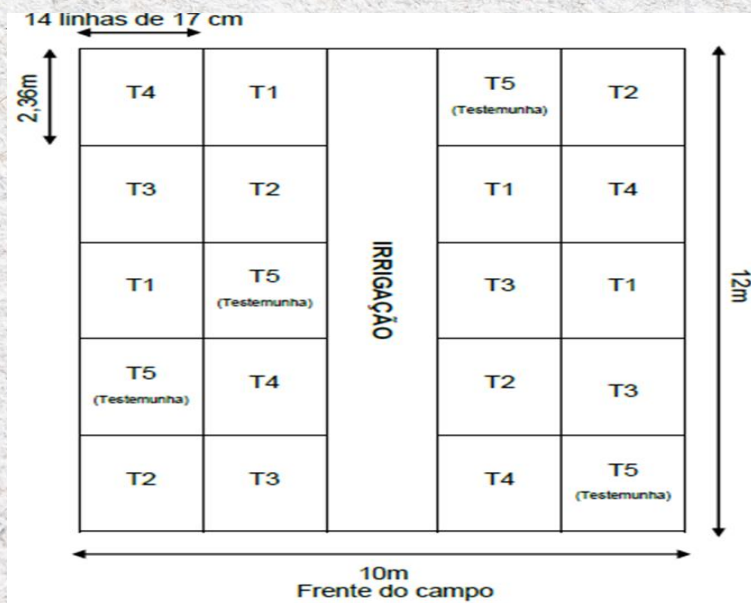 14 linhas de 17 cm
2,36m
T4 T1 T5 T2
(Testemunha)
T3 T2 T1 T4
IRRIGAÇÃO
T1 T5 T3 T1
(Testemunha)
12m
T5 T4 T2 T3
(Testemunha)
T2 T3 T4 T5
(Testemunha)
10m
Frente do campo